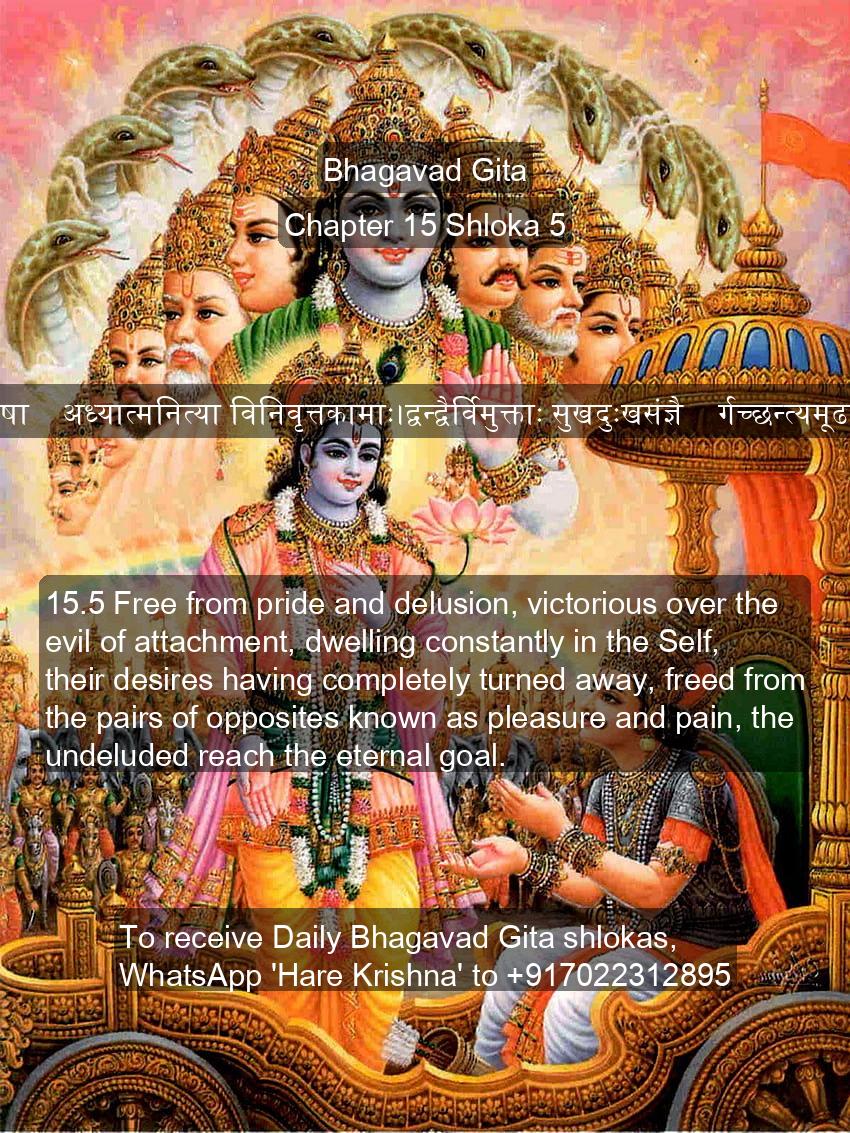 Bhagavad Gita
Chapter 15 Shloka 5
षा अध्यात्मनित्या विनिवृत्तकामाः।द्वन्द्वैर्विमुक्ताः सुखदुःखसंज्ञै र्गच्छन्त्यमूढ
15.5 Free from pride and delusion, victorious over the
evil of attachment, dwelling constantly in the Self,
their desires having completely turned away, freed from
the pairs of opposites known as pleasure and pain, the
undeluded reach the eternal goal.
To receive Daily Bhagavad Gita shlokas,
WhatsApp 'Hare Krishna' to +917022312895